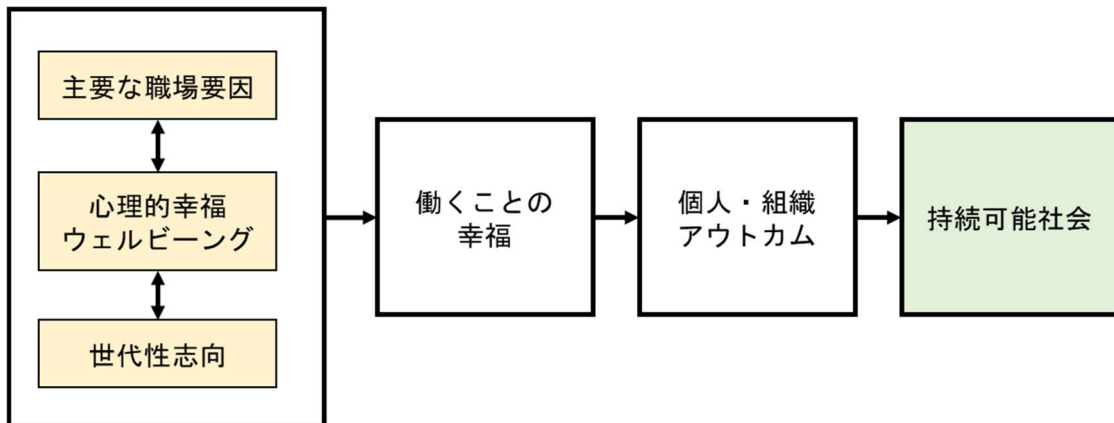 主要な職場要因
心理的幸福
ウェルビーング
世代性志向
働くことの
幸福
個人・組織
アウトカム
持続可能社会